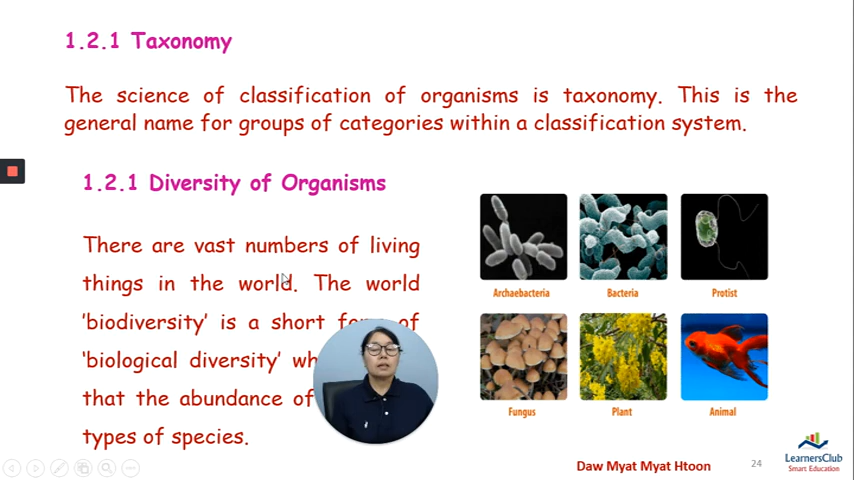 1.2.1 Taxonomy
The science of classification of organisms is taxonomy. This is the
general name for groups of categories within a classification system.
1.2.1 Diversity of Organisms
There are vast numbers of living
things in the world. The world
'biodiversity' is a short of
'biological diversity'
that the abundance of
types of species.
Archaebacteria
Bacteria
Protist
Fungus
Plant
Animal
Daw Myat Myat Htoon
24
LearnersClub
Smart Education